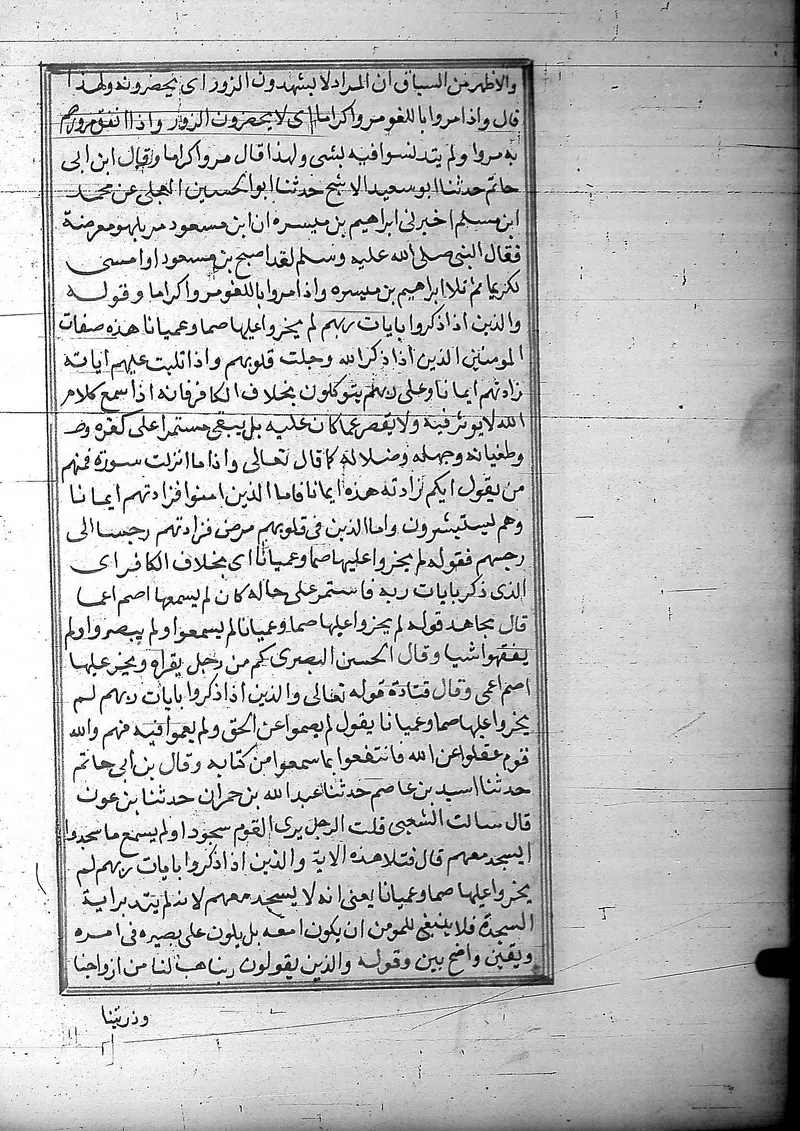 والاظهر من السياق ان المراد لا يشهدون الزور اى يحضرونه ولهذا
قال واذا مروا باللغو مروا كراما اى لا يحضرون الزور واذا اتفق مرورهم
به مروا ولم يتدنسوا فيه بشى ولهذا قال مروا كراما وقال ابن ابى
حاتم حدثنا ابو سعيد الاشج حدثنا ابو الحسين العجلى عن محمد
ابن مسلم اخبرنى ابراهيم بن ميسره ان ابن مسعود مر بلهو معرضة
فقال النبى صلى الله عليه وسلم لقد اصبح بن مسعود او امسى
لكريما ثم تلا ابراهيم بن ميسره واذا مروا باللغو مروا كراما وقوله
والذين اذا ذكروا بايات ربهم لم يخروا عليها صما وعميانا هذه صفات
المومنين الذين اذا ذكر الله وجلت قلوبهم واذا تليت عليهم اياته
زادتهم ايمانا وعلى ربهم يتوكلون بخلاف الكافر فانه اذا سمع كلام
الله لا يوثر فيه ولا يقصر عما كان عليه بل يبقى مستمرا على كفره
وطغيانه وجهله وضلاله كما قال تعالى واذا ما انزلت سورة فمنهم
من يقول ايكم زادته هذه ايمانا فاما الذين امنوا فزادتهم ايمانا
وهم يستبشرون واما الذين فى قلوبهم مرض فزادتهم رجسا الى
رجسهم فقوله لم يخروا عليها صما وعميانا اى بخلاف الكافر اى
الذى ذكر بايات ربه فاستمر على حاله كان لم يسمعها اصم اعما
قال مجاهد قوله لم يخروا عليها صما وعميانا لم يسمعوا ولم يبصروا ولم
يفقهوا شيا وقال الحسن البصرى كم من رجل يقراه ويخر عليها
اصم اعمى وقال قتادة قوله تعالى والذين اذا ذكروا بايات ربهم لم
يخروا عليها صما وعميانا يقول لم يصموا عن الحق ولم يعموا فيه فهم والله
قوم عقلوا عن الله فانتفعوا بما سمعوا من كتابه وقال بن ابى حاتم
حدثنا اسيد بن عاصم حدثنا عبد الله بن حمران حدثنا بن عون
قال سالت الشعبى قلت الرجل يرى القوم سجودا ولم يسمع ما سجدوا
ايسجد معهم قال فتلا هذه الاية والذين اذا ذكروا بايات ربهم لم
يخروا عليها صما وعميانا يعنى انه لا يسجد معهم لانه لم يتدبر اية
السجدة فلا ينبغى للمومن ان يكون امعه بل يكون على بصيره فى امره
ويقين واضح بين وقوله والذين يقولون ربنا هب لنا من ازواجنا
وذريتنا